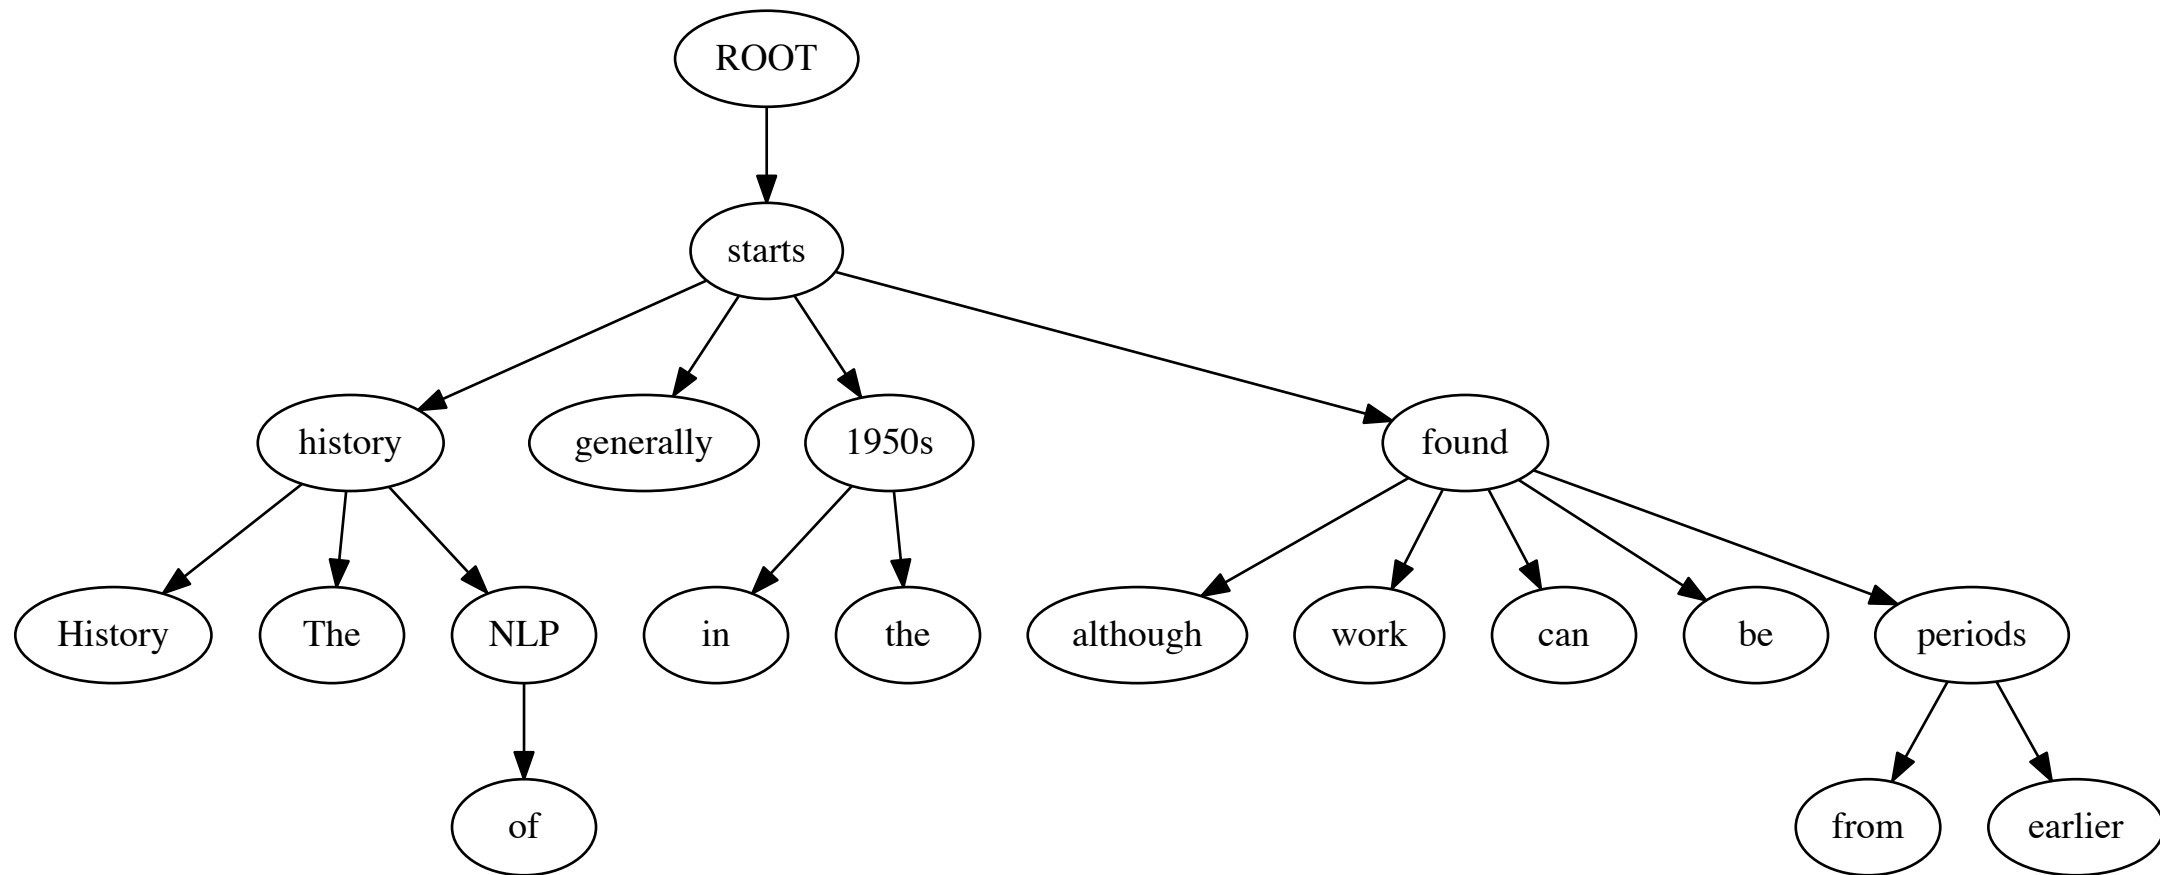 ROOT
starts
history generally 1950s found
History The NLP in the although work can be periods
of from earlier